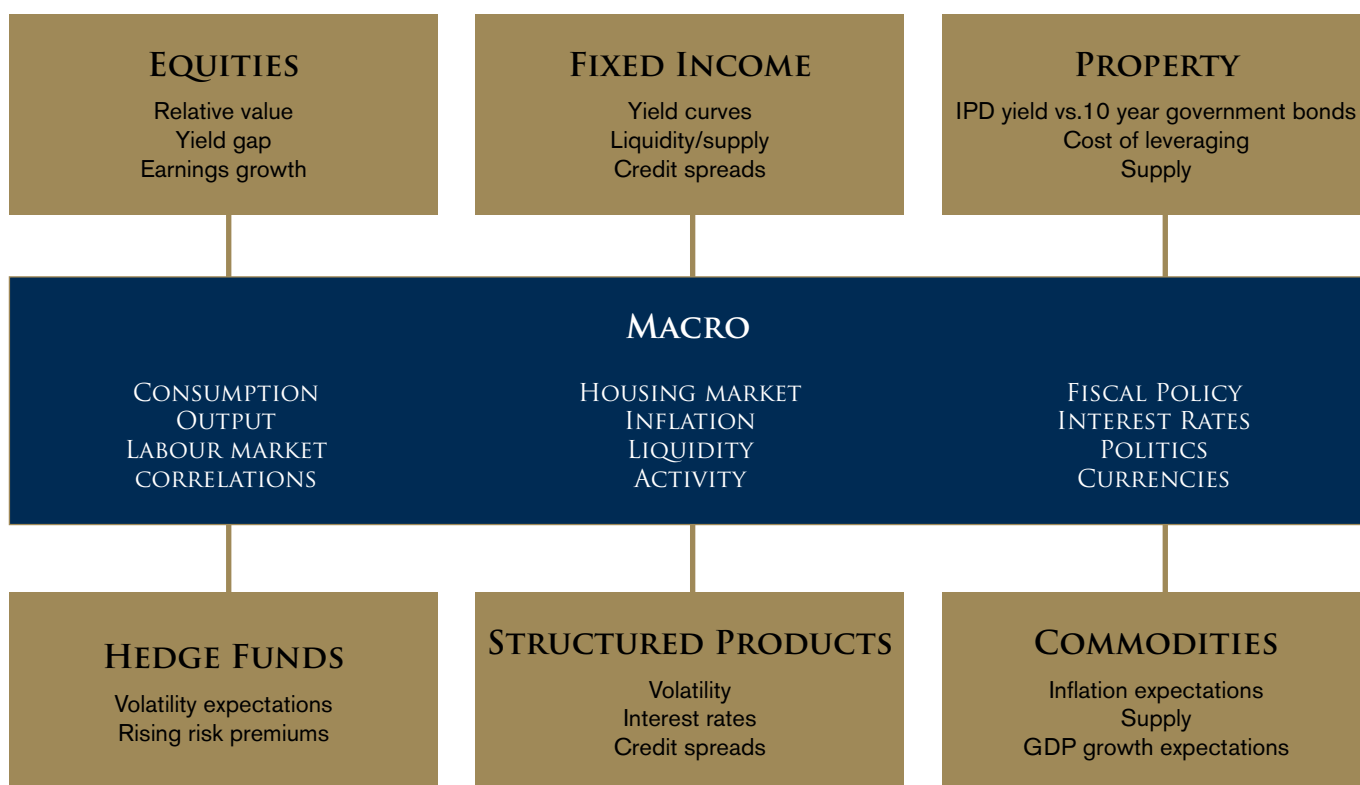 EQUITIES
Relative value
Yield gap
Earnings growth
FIXED INCOME
Yield curves
Liquidity/supply
Credit spreads
PROPERTY
IPD yield vs.10 year government bonds
Cost of leveraging
Supply
MACRO
CONSUMPTION
OUTPUT
LABOUR MARKET
CORRELATIONS
HOUSING MARKET
INFLATION
LIQUIDITY
ACTIVITY
FISCAL POLICY
INTEREST RATES
POLITICS
CURRENCIES
HEDGE FUNDS
Volatility expectations
Rising risk premiums
STRUCTURED PRODUCTS
Volatility
Interest rates
Credit spreads
COMMODITIES
Inflation expectations
Supply
GDP growth expectations